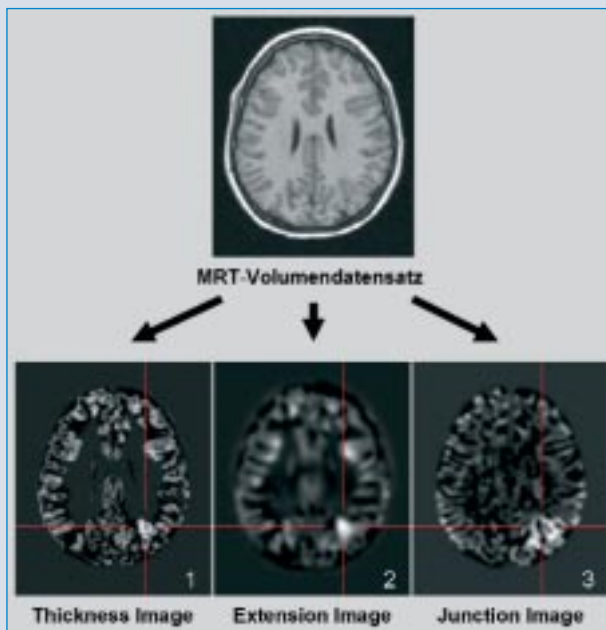 MRT-Volumendatensatz
1
2
3
Thickness Image
Extension Image
Junction Image